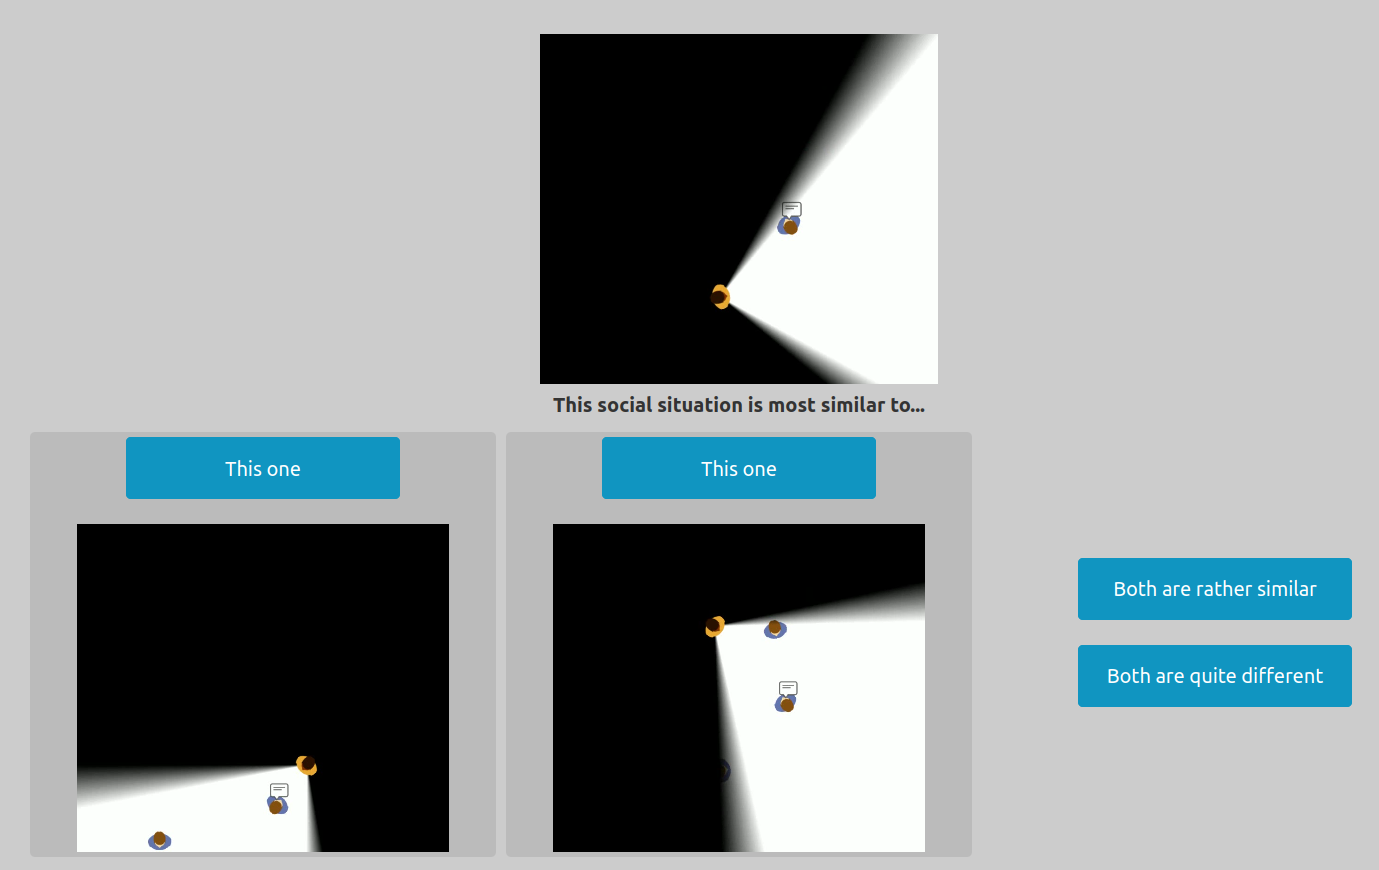 This social situation is most similar to...
This one
This one
Both are rather similar
Both are quite different